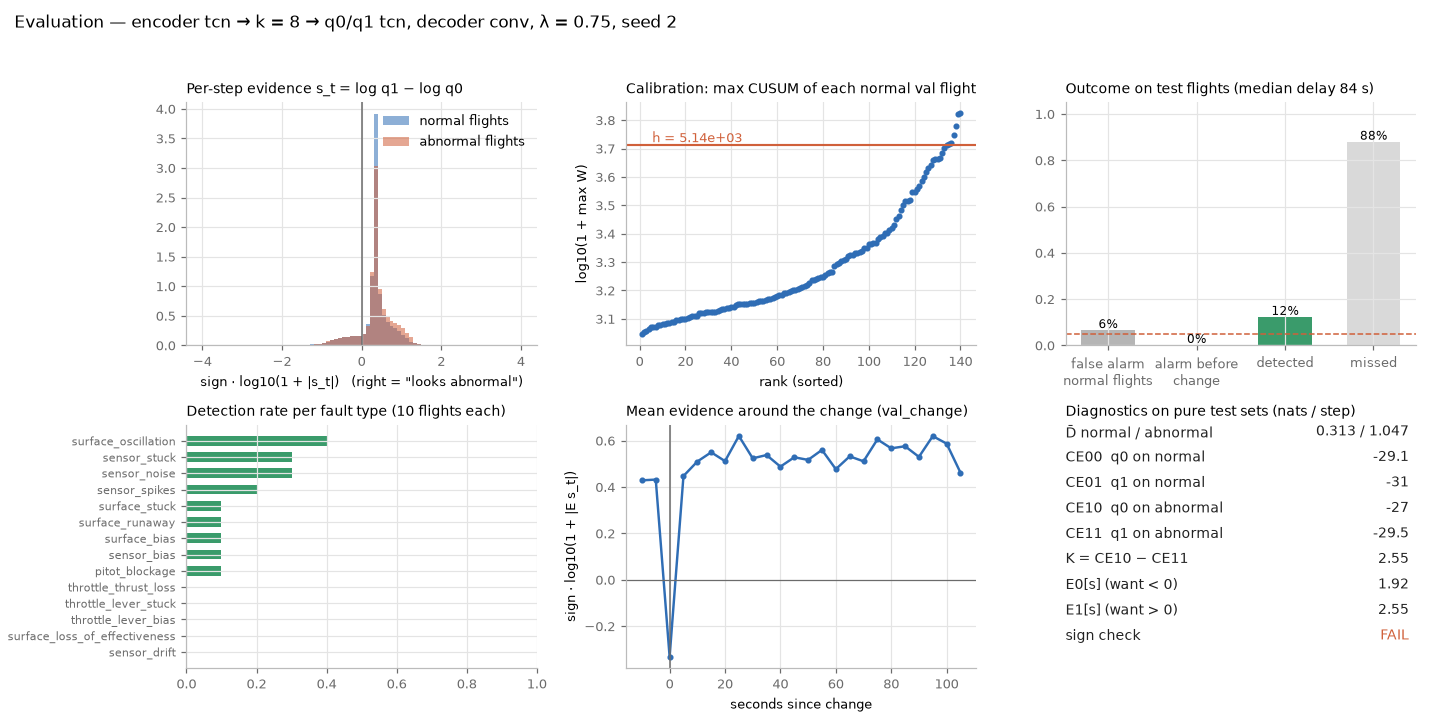 Evaluation — encoder tcn → k = 8 → q0/q1 tcn, decoder conv, λ = 0.75, seed 2
Per-step evidence s_t = log q1 − log q0
4.0
3.5
3.0
2.5
2.0
1.5
1.0
0.5
0.0
normal flights
abnormal flights
−4
−2
0
2
4
sign · log10(1 + |s_t|)   (right = "looks abnormal")
Calibration: max CUSUM of each normal val flight
log10(1 + max W)
3.8
3.7
3.6
3.5
3.4
3.3
3.2
3.1
h = 5.14e+03
0
20
40
60
80
100
120
140
rank (sorted)
Outcome on test flights (median delay 84 s)
1.0
0.8
0.6
0.4
0.2
0.0
6%
0%
12%
88%
false alarm
normal flights
alarm before
change
detected
missed
Detection rate per fault type (10 flights each)
surface_oscillation
sensor_stuck
sensor_noise
sensor_spikes
surface_stuck
surface_runaway
surface_bias
sensor_bias
pitot_blockage
throttle_thrust_loss
throttle_lever_stuck
throttle_lever_bias
surface_loss_of_effectiveness
sensor_drift
0.0
0.2
0.4
0.6
0.8
1.0
Mean evidence around the change (val_change)
sign · log10(1 + |E s_t|)
0.6
0.4
0.2
0.0
−0.2
0
20
40
60
80
100
seconds since change
Diagnostics on pure test sets (nats / step)
D̄ normal / abnormal 0.313 / 1.047
CE00  q0 on normal -29.1
CE01  q1 on normal -31
CE10  q0 on abnormal -27
CE11  q1 on abnormal -29.5
K = CE10 − CE11 2.55
E0[s] (want < 0) 1.92
E1[s] (want > 0) 2.55
sign check FAIL